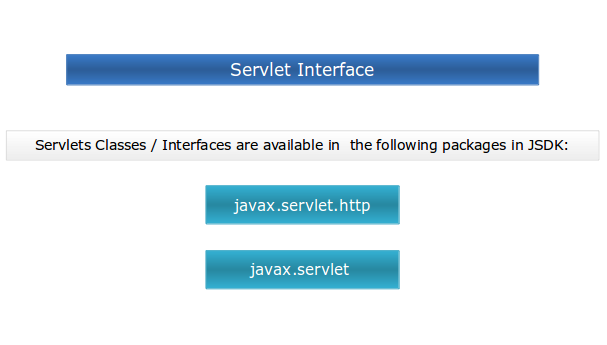 Servlet Interface
Servlets Classes / Interfaces are available in  the following packages in JSDK:
javax.servlet.http
javax.servlet